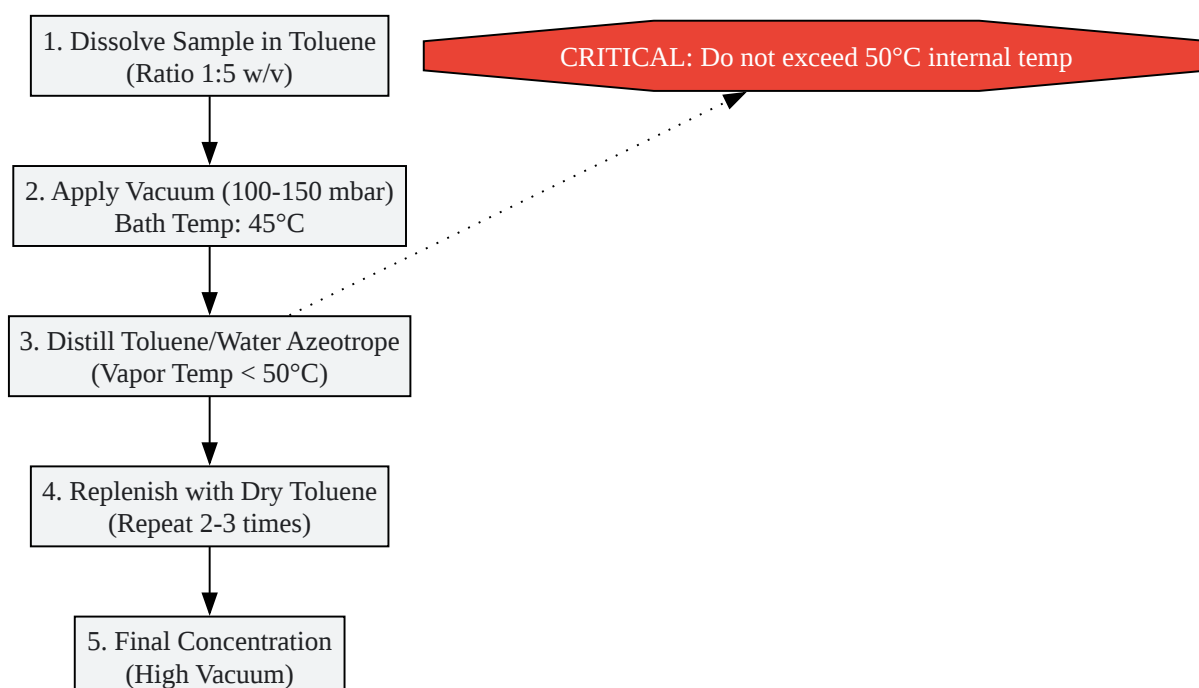 1. Dissolve Sample in Toluene
(Ratio 1:5 w/v)
CRITICAL: Do not exceed 50°C internal temp
2. Apply Vacuum (100-150 mbar)
Bath Temp: 45°C
3. Distill Toluene/Water Azeotrope
(Vapor Temp < 50°C)
4. Replenish with Dry Toluene
(Repeat 2-3 times)
5. Final Concentration
(High Vacuum)